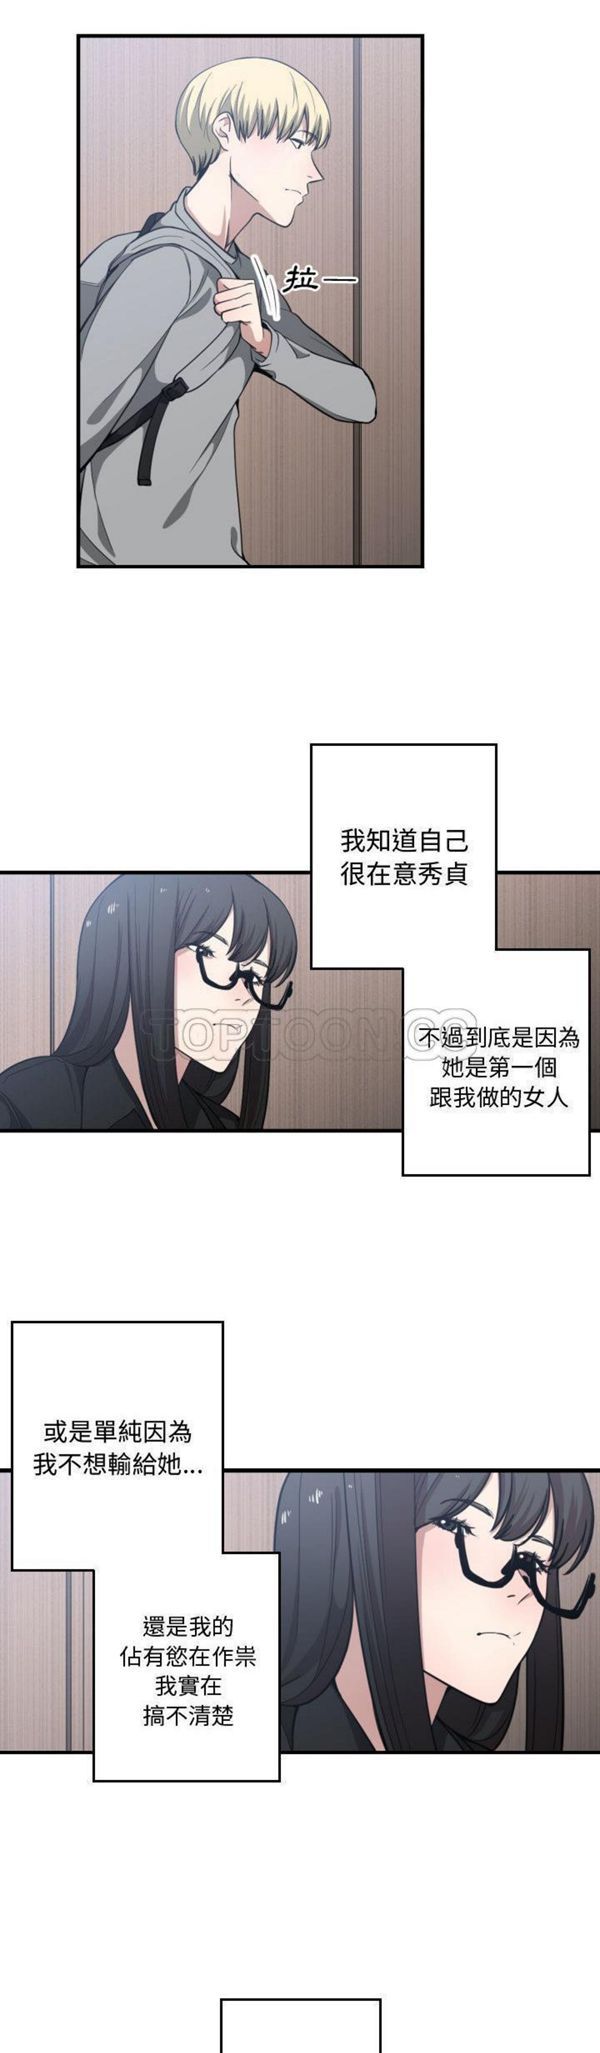 拉—
我知道自己
很在意秀貞
不過到底是因為
她是第一個
跟我做的女人
TOPTOON.CO
或是單純因為
我不想輸給她...
還是我的
佔有慾在作祟
我實在
搞不清楚